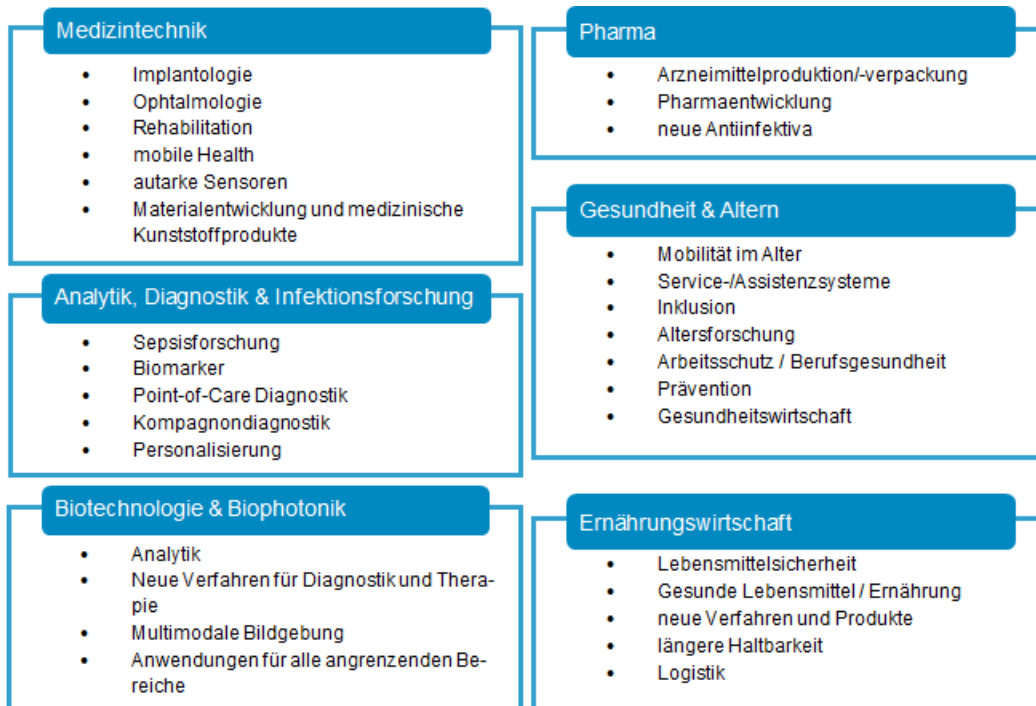 Medizintechnik
• Implantologie
• Ophtalmologie
• Rehabilitation
• mobile Health
• autarke Sensoren
• Materialentwicklung und medizinische
Kunststoffprodukte
Analytik, Diagnostik & Infektionsforschung
• Sepsisforschung
• Biomarker
• Point-of-Care Diagnostik
• Kompagnondiagnostik
• Personalisierung
Biotechnologie & Biophotonik
• Analytik
• Neue Verfahren für Diagnostik und Thera-
pie
• Multimodale Bildgebung
• Anwendungen für alle angrenzenden Be-
reiche
Pharma
• Arzneimittelproduktion/-verpackung
• Pharmaentwicklung
• neue Antiinfektiva
Gesundheit & Altern
• Mobilität im Alter
• Service-/Assistenzsysteme
• Inklusion
• Altersforschung
• Arbeitsschutz / Berufsgesundheit
• Prävention
• Gesundheitswirtschaft
Ernährungswirtschaft
• Lebensmittelsicherheit
• Gesunde Lebensmittel / Ernährung
• neue Verfahren und Produkte
• längere Haltbarkeit
• Logistik